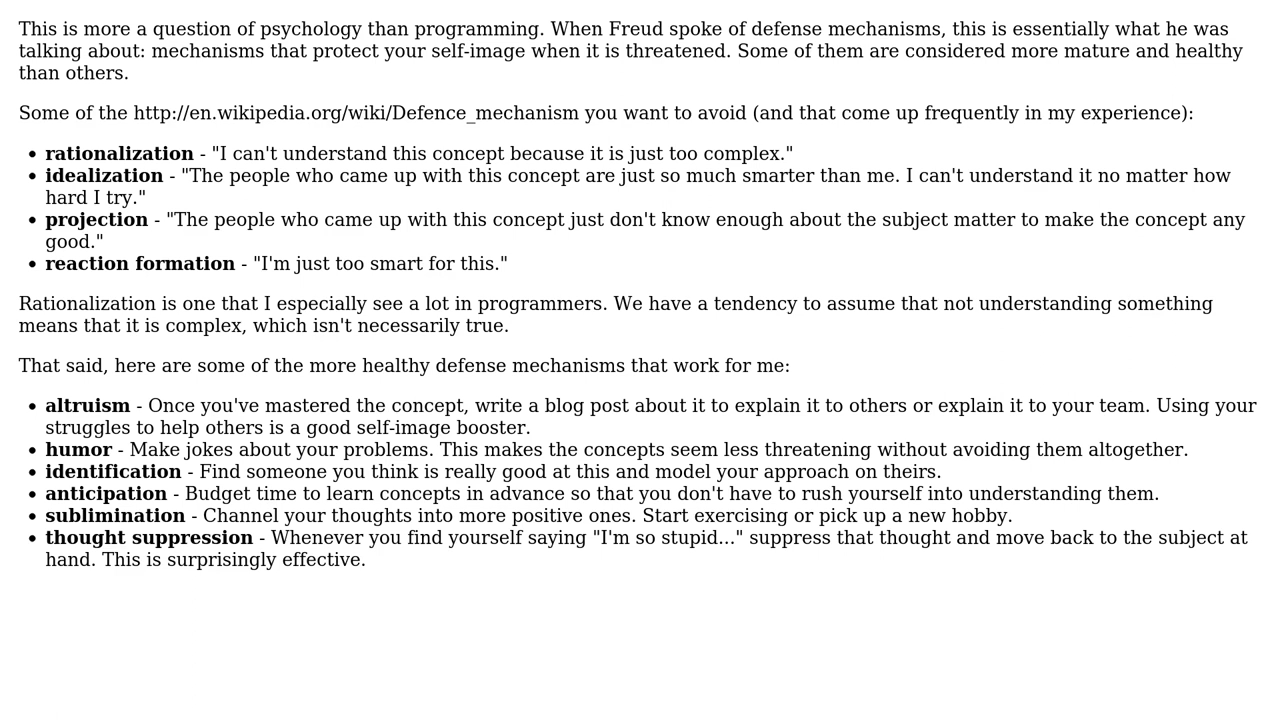 This is more a question of psychology than programming. When Freud spoke of defense mechanisms, this is essentially what he was
talking about: mechanisms that protect your self-image when it is threatened. Some of them are considered more mature and healthy
than others.
Some of the http://en.wikipedia.org/wiki/Defence_mechanism you want to avoid (and that come up frequently in my experience):
• rationalization - "I can't understand this concept because it is just too complex."
• idealization - "The people who came up with this concept are just so much smarter than me. I can't understand it no matter how
hard I try."
• projection - "The people who came up with this concept just don't know enough about the subject matter to make the concept any
good."
• reaction formation - "I'm just too smart for this."
Rationalization is one that I especially see a lot in programmers. We have a tendency to assume that not understanding something
means that it is complex, which isn't necessarily true.
That said, here are some of the more healthy defense mechanisms that work for me:
• altruism - Once you've mastered the concept, write a blog post about it to explain it to others or explain it to your team. Using your
struggles to help others is a good self-image booster.
• humor - Make jokes about your problems. This makes the concepts seem less threatening without avoiding them altogether.
• identification - Find someone you think is really good at this and model your approach on theirs.
• anticipation - Budget time to learn concepts in advance so that you don't have to rush yourself into understanding them.
• sublimination - Channel your thoughts into more positive ones. Start exercising or pick up a new hobby.
• thought suppression - Whenever you find yourself saying "I'm so stupid..." suppress that thought and move back to the subject at
hand. This is surprisingly effective.